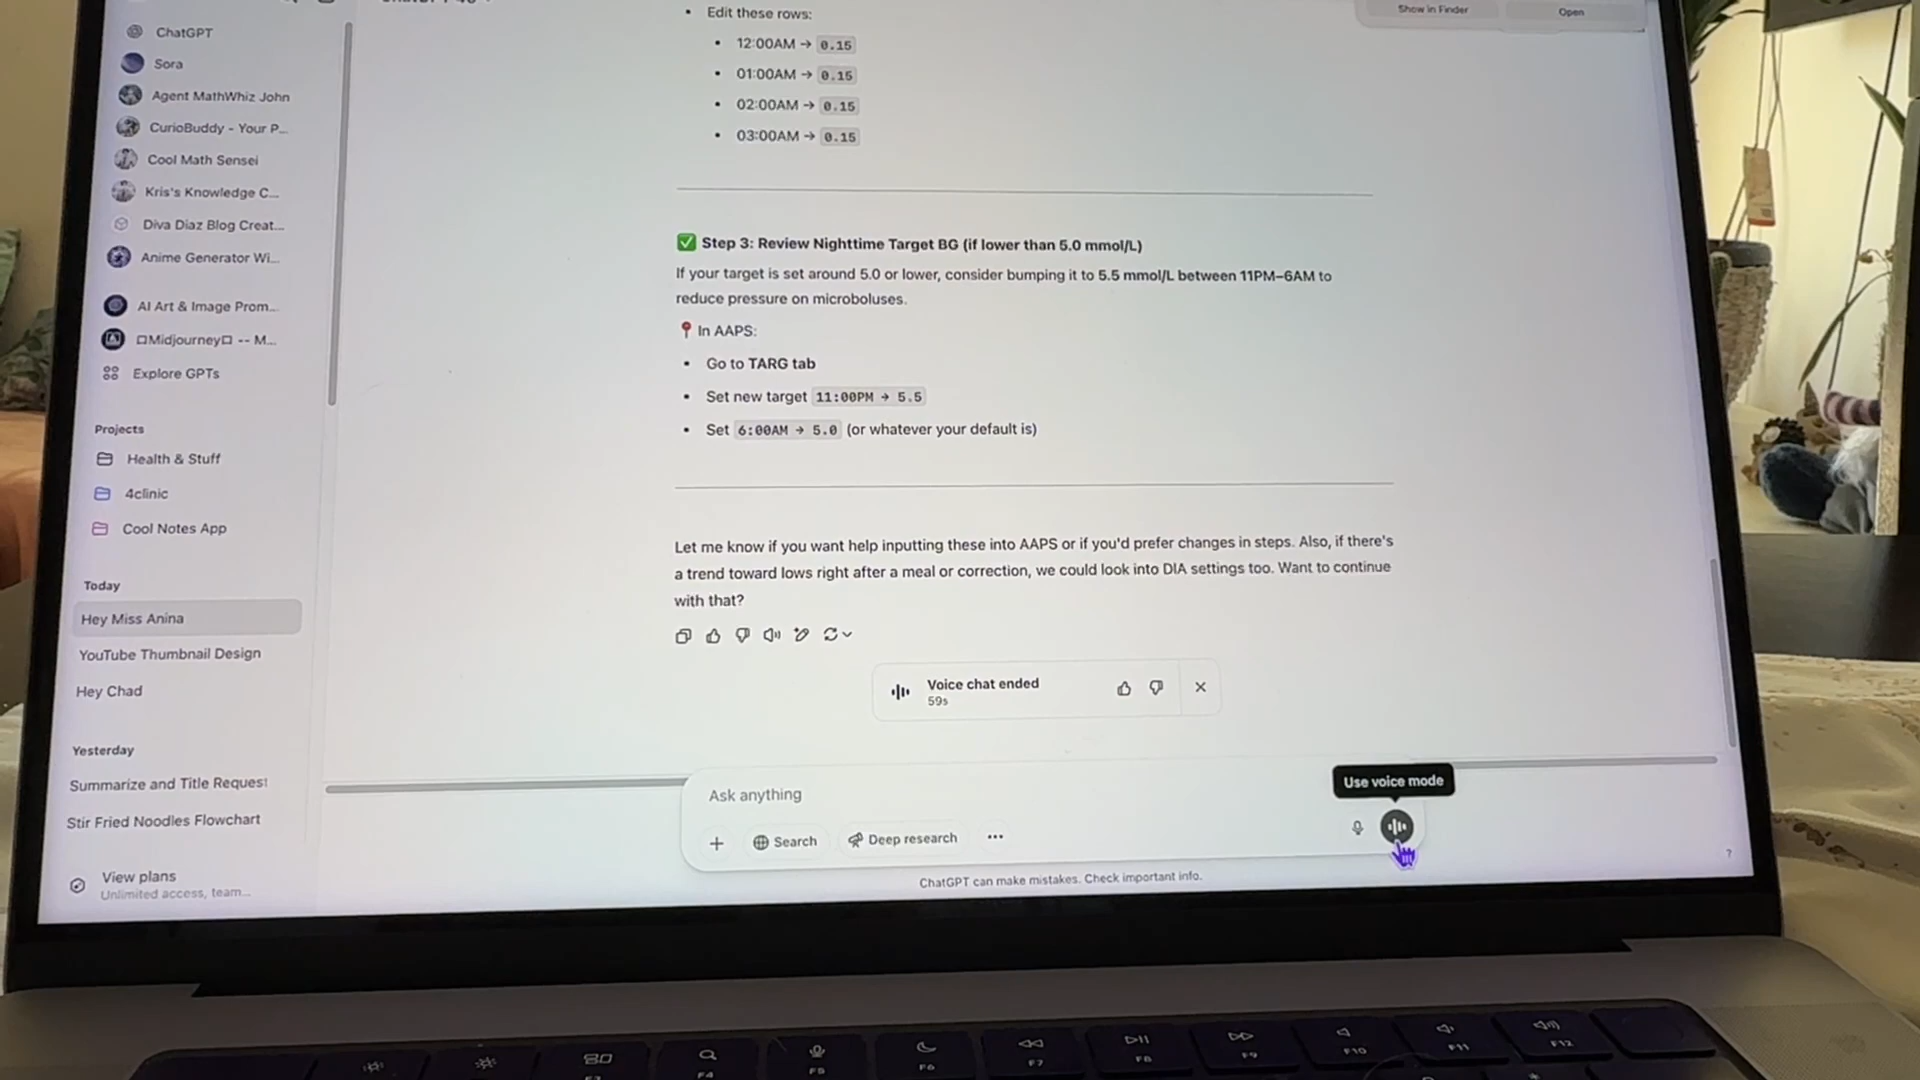 ChatGPT
Sora
Agent MathWhiz John
CurioBuddy - Your P...
Cool Math Sensei
Kris's Knowledge C...
Diva Diaz Blog Creat...
Anime Generator Wi...
AI Art & Image Prom...
Midjourney -- M...
Explore GPTs
Projects
Health & Stuff
4clinic
Cool Notes App
Today
Hey Miss Anina
YouTube Thumbnail Design
Hey Chad
Yesterday
Summarize and Title Request
Stir Fried Noodles Flowchart
View plans
Unlimited access, team...
Show in Finder
Open
• Edit these rows:
• 12:00AM → 0.15
• 01:00AM → 0.15
• 02:00AM → 0.15
• 03:00AM → 0.15
✅ Step 3: Review Nighttime Target BG (if lower than 5.0 mmol/L)
If your target is set around 5.0 or lower, consider bumping it to 5.5 mmol/L between 11PM–6AM to
reduce pressure on microboluses.
📍 In AAPS:
• Go to TARG tab
• Set new target 11:00PM → 5.5
• Set 6:00AM → 5.0 (or whatever your default is)
Let me know if you want help inputting these into AAPS or if you'd prefer changes in steps. Also, if there's
a trend toward lows right after a meal or correction, we could look into DIA settings too. Want to continue
with that?
Voice chat ended
59s
Use voice mode
Ask anything
Search
Deep research
ChatGPT can make mistakes. Check important info.
?
F4
F5
F6
F7
F8
F9
F10
F11
F12